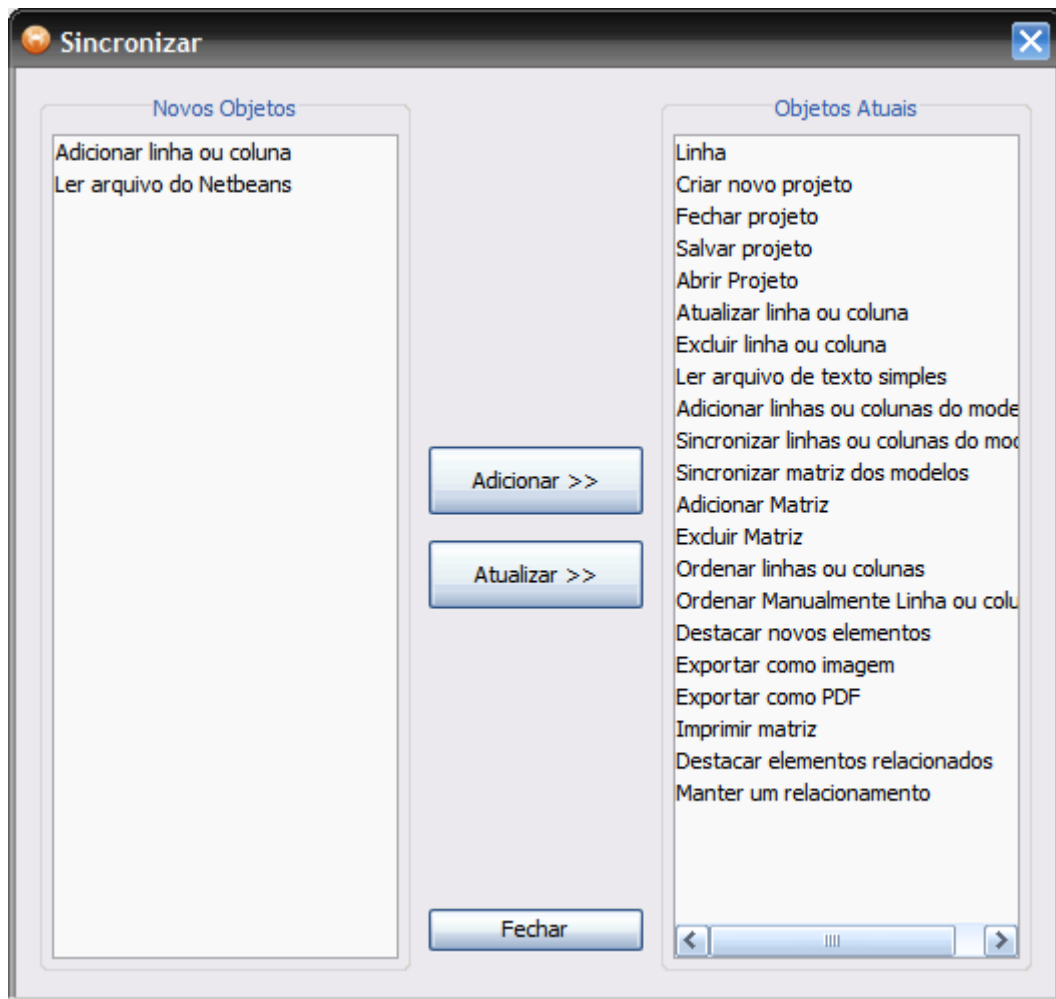 Sincronizar
Novos Objetos
Adicionar linha ou coluna
Ler arquivo do Netbeans
Adicionar >>
Atualizar >>
Fechar
Objetos Atuais
Linha
Criar novo projeto
Fechar projeto
Salvar projeto
Abrir Projeto
Atualizar linha ou coluna
Excluir linha ou coluna
Ler arquivo de texto simples
Adicionar linhas ou colunas do mode
Sincronizar linhas ou colunas do mod
Sincronizar matriz dos modelos
Adicionar Matriz
Excluir Matriz
Ordenar linhas ou colunas
Ordenar Manualmente Linha ou colu
Destacar novos elementos
Exportar como imagem
Exportar como PDF
Imprimir matriz
Destacar elementos relacionados
Manter um relacionamento